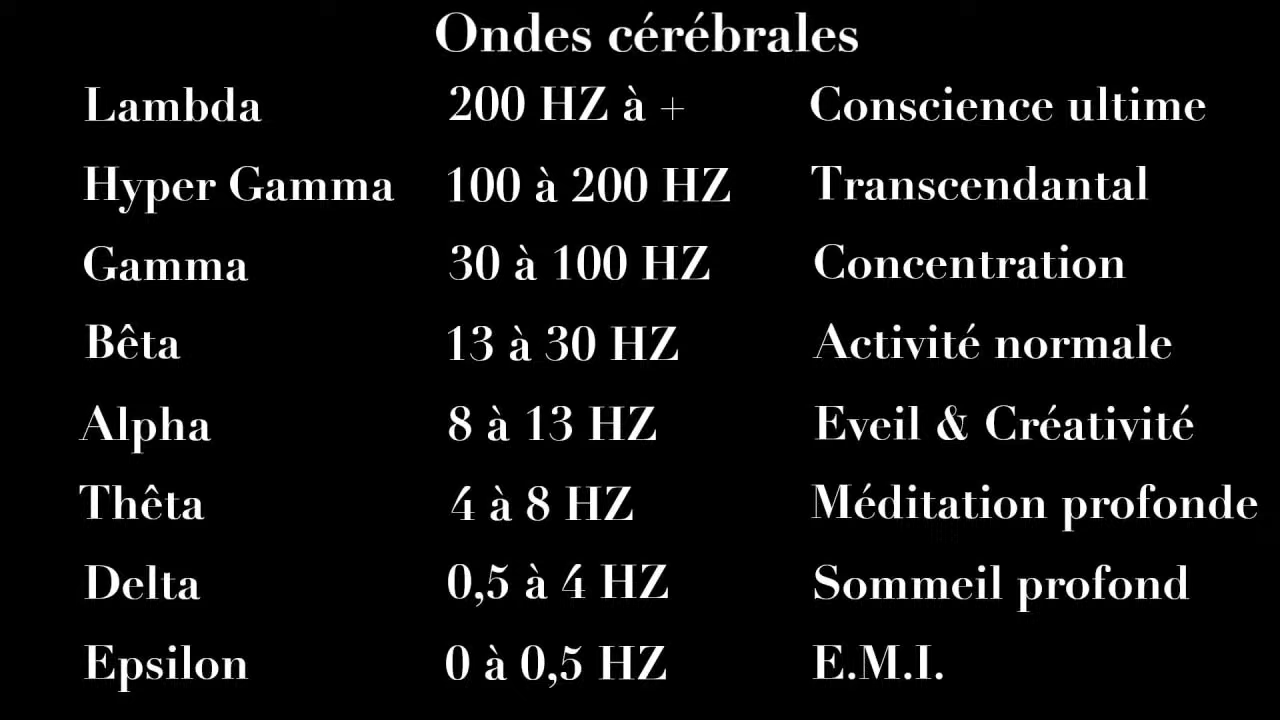 Ondes cérébrales
Lambda 200 HZ à + Conscience ultime
Hyper Gamma 100 à 200 HZ Transcendantal
Gamma 30 à 100 HZ Concentration
Bêta 13 à 30 HZ Activité normale
Alpha 8 à 13 HZ Eveil & Créativité
Thêta 4 à 8 HZ Méditation profonde
Delta 0,5 à 4 HZ Sommeil profond
Epsilon 0 à 0,5 HZ E.M.I.